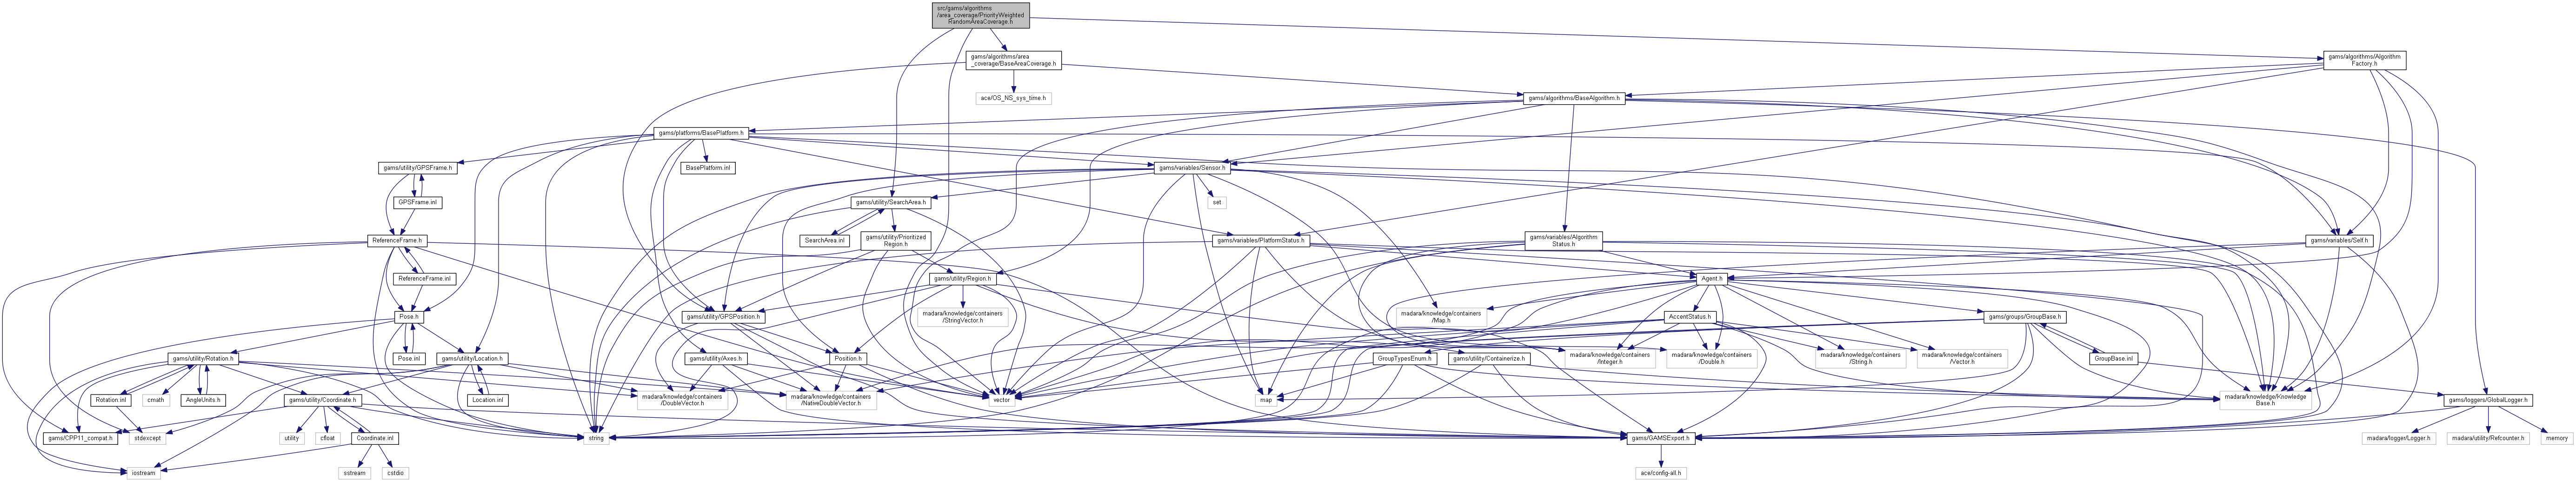 src/gams/algorithms
/area_coverage/PriorityWeighted
RandomAreaCoverage.h
gams/algorithms/area
_coverage/BaseAreaCoverage.h
gams/algorithms/Algorithm
Factory.h
ace/OS_NS_sys_time.h
gams/algorithms/BaseAlgorithm.h
gams/platforms/BasePlatform.h
gams/utility/GPSFrame.h
BasePlatform.inl
gams/variables/Sensor.h
GPSFrame.inl
gams/utility/SearchArea.h
set
ReferenceFrame.h
SearchArea.inl
gams/utility/Prioritized
Region.h
gams/variables/PlatformStatus.h
gams/variables/Algorithm
Status.h
gams/variables/Self.h
ReferenceFrame.inl
gams/utility/Region.h
Agent.h
Pose.h
gams/utility/GPSPosition.h
madara/knowledge/containers
/StringVector.h
madara/knowledge/containers
/Map.h
AccentStatus.h
gams/groups/GroupBase.h
gams/utility/Rotation.h
Pose.inl
gams/utility/Location.h
gams/utility/Axes.h
Position.h
GroupTypesEnum.h
gams/utility/Containerize.h
madara/knowledge/containers
/Integer.h
madara/knowledge/containers
/Double.h
madara/knowledge/containers
/String.h
madara/knowledge/containers
/Vector.h
GroupBase.inl
Rotation.inl
cmath
AngleUnits.h
gams/utility/Coordinate.h
Location.inl
madara/knowledge/containers
/DoubleVector.h
madara/knowledge/containers
/NativeDoubleVector.h
vector
map
madara/knowledge/Knowledge
Base.h
gams/loggers/GlobalLogger.h
gams/CPP11_compat.h
stdexcept
utility
cfloat
Coordinate.inl
string
gams/GAMSExport.h
madara/logger/Logger.h
madara/utility/Refcounter.h
memory
iostream
sstream
cstdio
ace/config-all.h